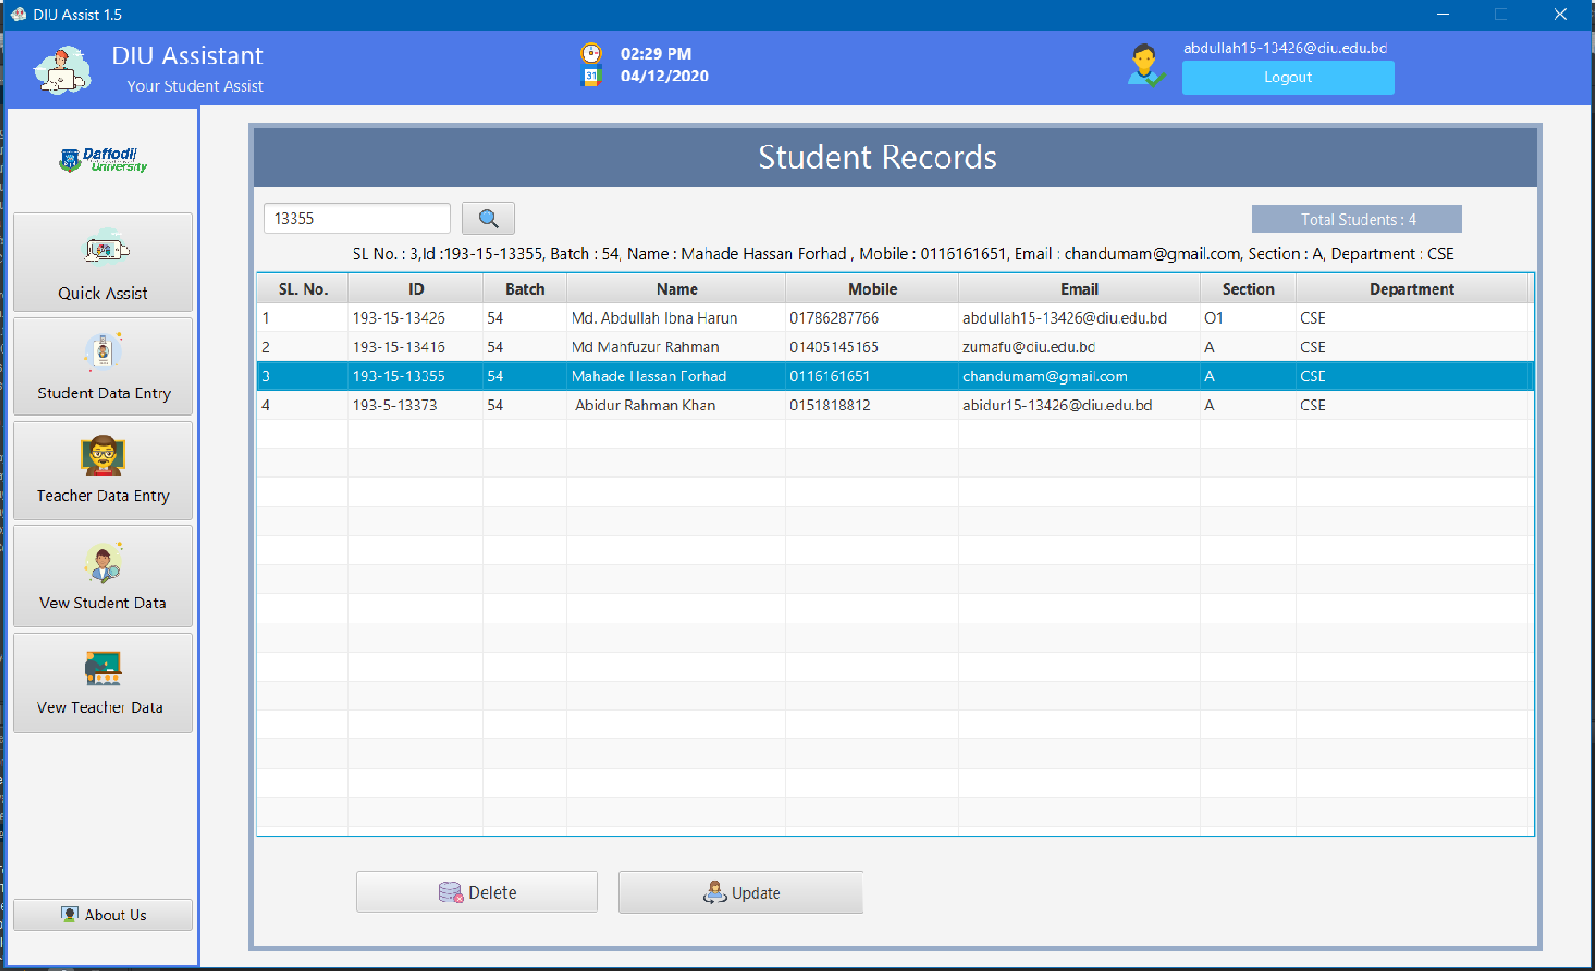 DIU Assist 1.5
DIU Assistant
Your Student Assist
02:29 PM
31
04/12/2020
abdullah15-13426@diu.edu.bd
Logout
Daffodil
University
Quick Assist
Student Data Entry
Teacher Data Entry
Vew Student Data
Vew Teacher Data
About Us
Student Records
13355
Total Students : 4
SL No. : 3,Id :193-15-13355, Batch : 54, Name : Mahade Hassan Forhad , Mobile : 0116161651, Email : chandumam@gmail.com, Section : A, Department : CSE
SL. No. ID Batch Name Mobile Email Section Department
1 193-15-13426 54 Md. Abdullah Ibna Harun 01786287766 abdullah15-13426@diu.edu.bd O1 CSE
2 193-15-13416 54 Md Mahfuzur Rahman 01405145165 zumafu@diu.edu.bd A CSE
3 193-15-13355 54 Mahade Hassan Forhad 0116161651 chandumam@gmail.com A CSE
4 193-5-13373 54 Abidur Rahman Khan 0151818812 abidur15-13426@diu.edu.bd A CSE
Delete
Update